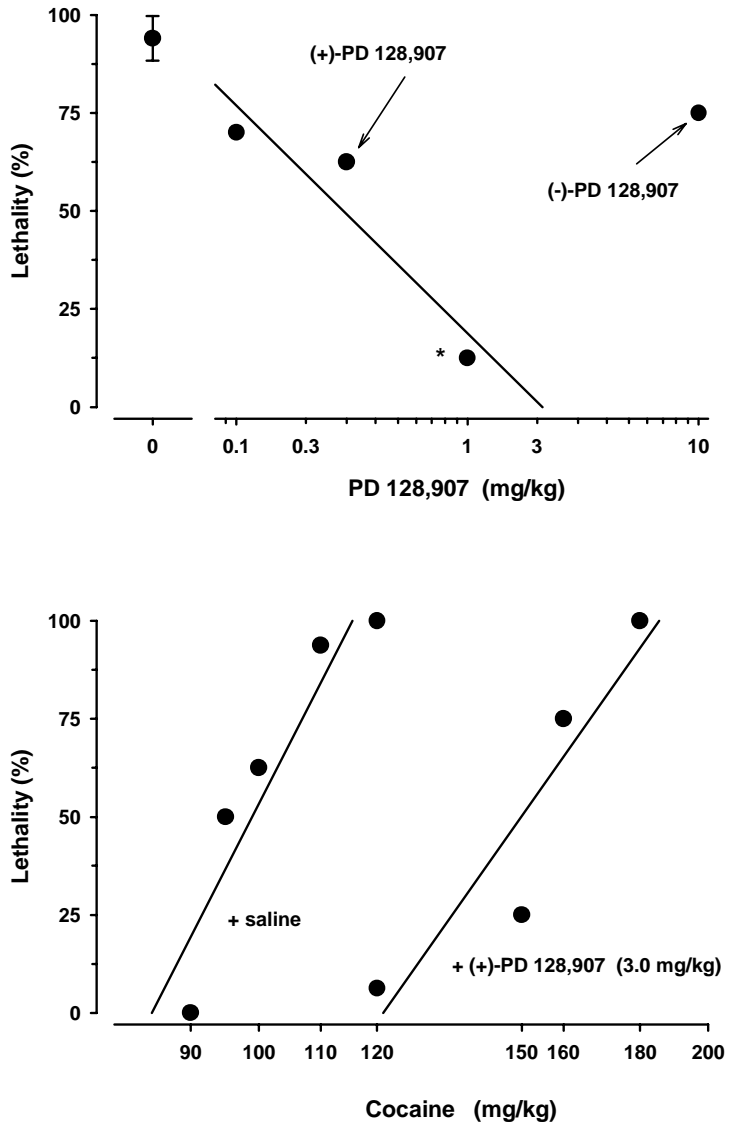 100
75
50
25
0
Lethality (%)
(+)-PD 128,907
(-)-PD 128,907
*
0 0.1 0.3 1 3 10
PD 128,907 (mg/kg)
100
75
50
25
0
Lethality (%)
+ saline
+ (+)-PD 128,907 (3.0 mg/kg)
90 100 110 120 150 160 180 200
Cocaine (mg/kg)